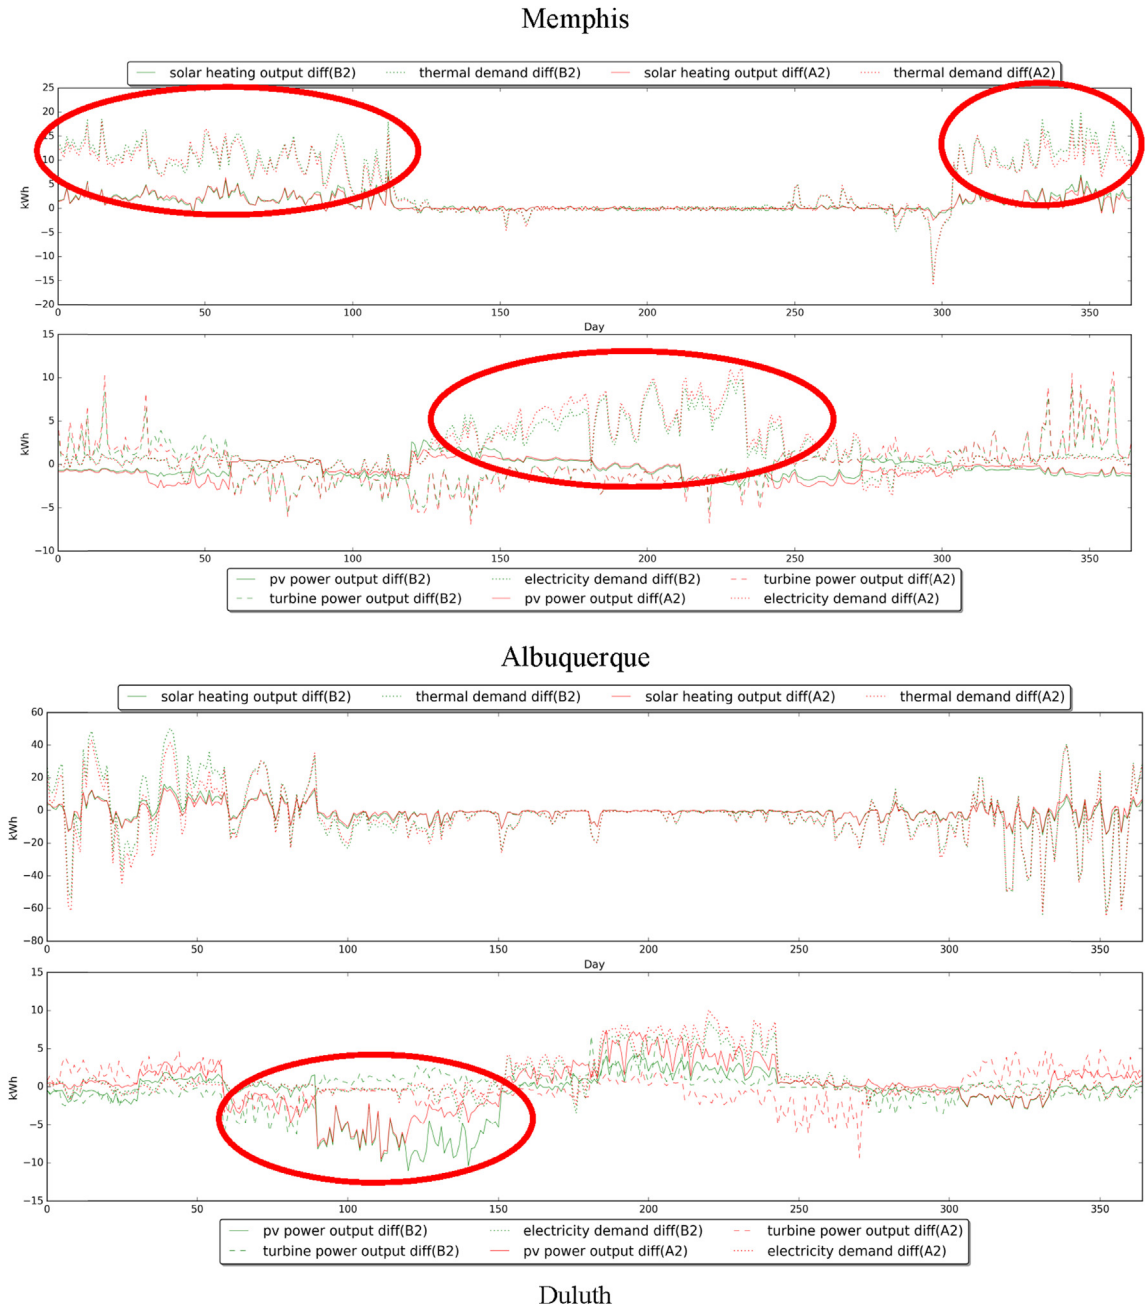 Memphis
solar heating output diff(B2) thermal demand diff(B2) solar heating output diff(A2) thermal demand diff(A2)
25
20
15
10
5
0
−5
−10
−15
−20
kWh
0 50 100 150 200 250 300 350
Day
15
10
5
0
−5
−10
kWh
0 50 100 150 200 250 300 350
pv power output diff(B2) electricity demand diff(B2) turbine power output diff(A2)
turbine power output diff(B2) pv power output diff(A2) electricity demand diff(A2)
Albuquerque
solar heating output diff(B2) thermal demand diff(B2) solar heating output diff(A2) thermal demand diff(A2)
60
40
20
0
−20
−40
−60
−80
kWh
0 50 100 150 200 250 300 350
Day
15
10
5
0
−5
−10
−15
kWh
0 50 100 150 200 250 300 350
pv power output diff(B2) electricity demand diff(B2) turbine power output diff(A2)
turbine power output diff(B2) pv power output diff(A2) electricity demand diff(A2)
Duluth